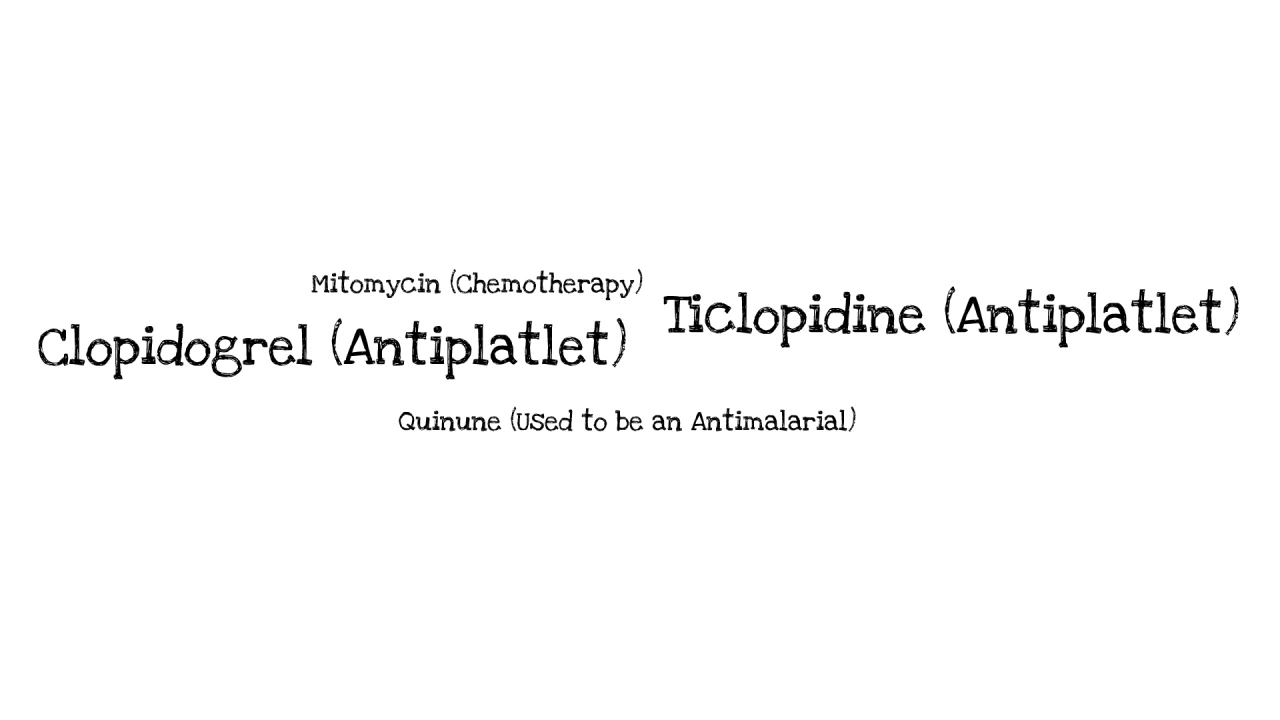 Mitomycin (Chemotherapy)
Ticlopidine (Antiplatlet)
Clopidogrel (Antiplatlet)
Quinune (Used to be an Antimalarial)